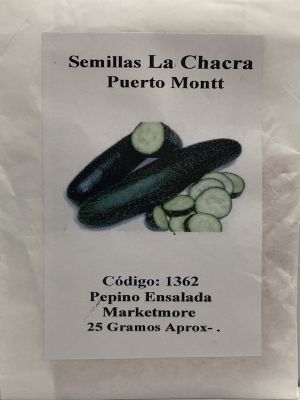 Semillas La Chacra
Puerto Montt
Código: 1362
Pepino Ensalada
Marketmore
25 Gramos Aprox- .